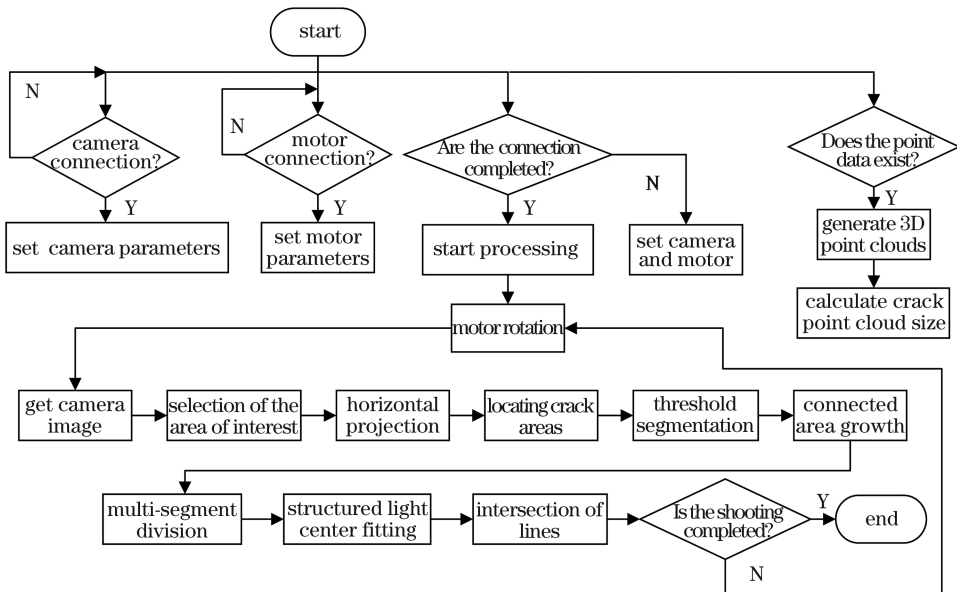 start
N
camera
connection?
Y
set camera parameters
N
motor
connection?
Y
set motor
parameters
Are the connection
completed?
N
Y
start processing
set camera
and motor
Does the point
data exist?
Y
generate 3D
point clouds
calculate crack
point cloud size
motor rotation
get camera
image
selection of the
area of interest
horizontal
projection
locating crack
areas
threshold
segmentation
connected
area growth
multi-segment
division
structured light
center fitting
intersection of
lines
Is the shooting
completed?
Y
end
N